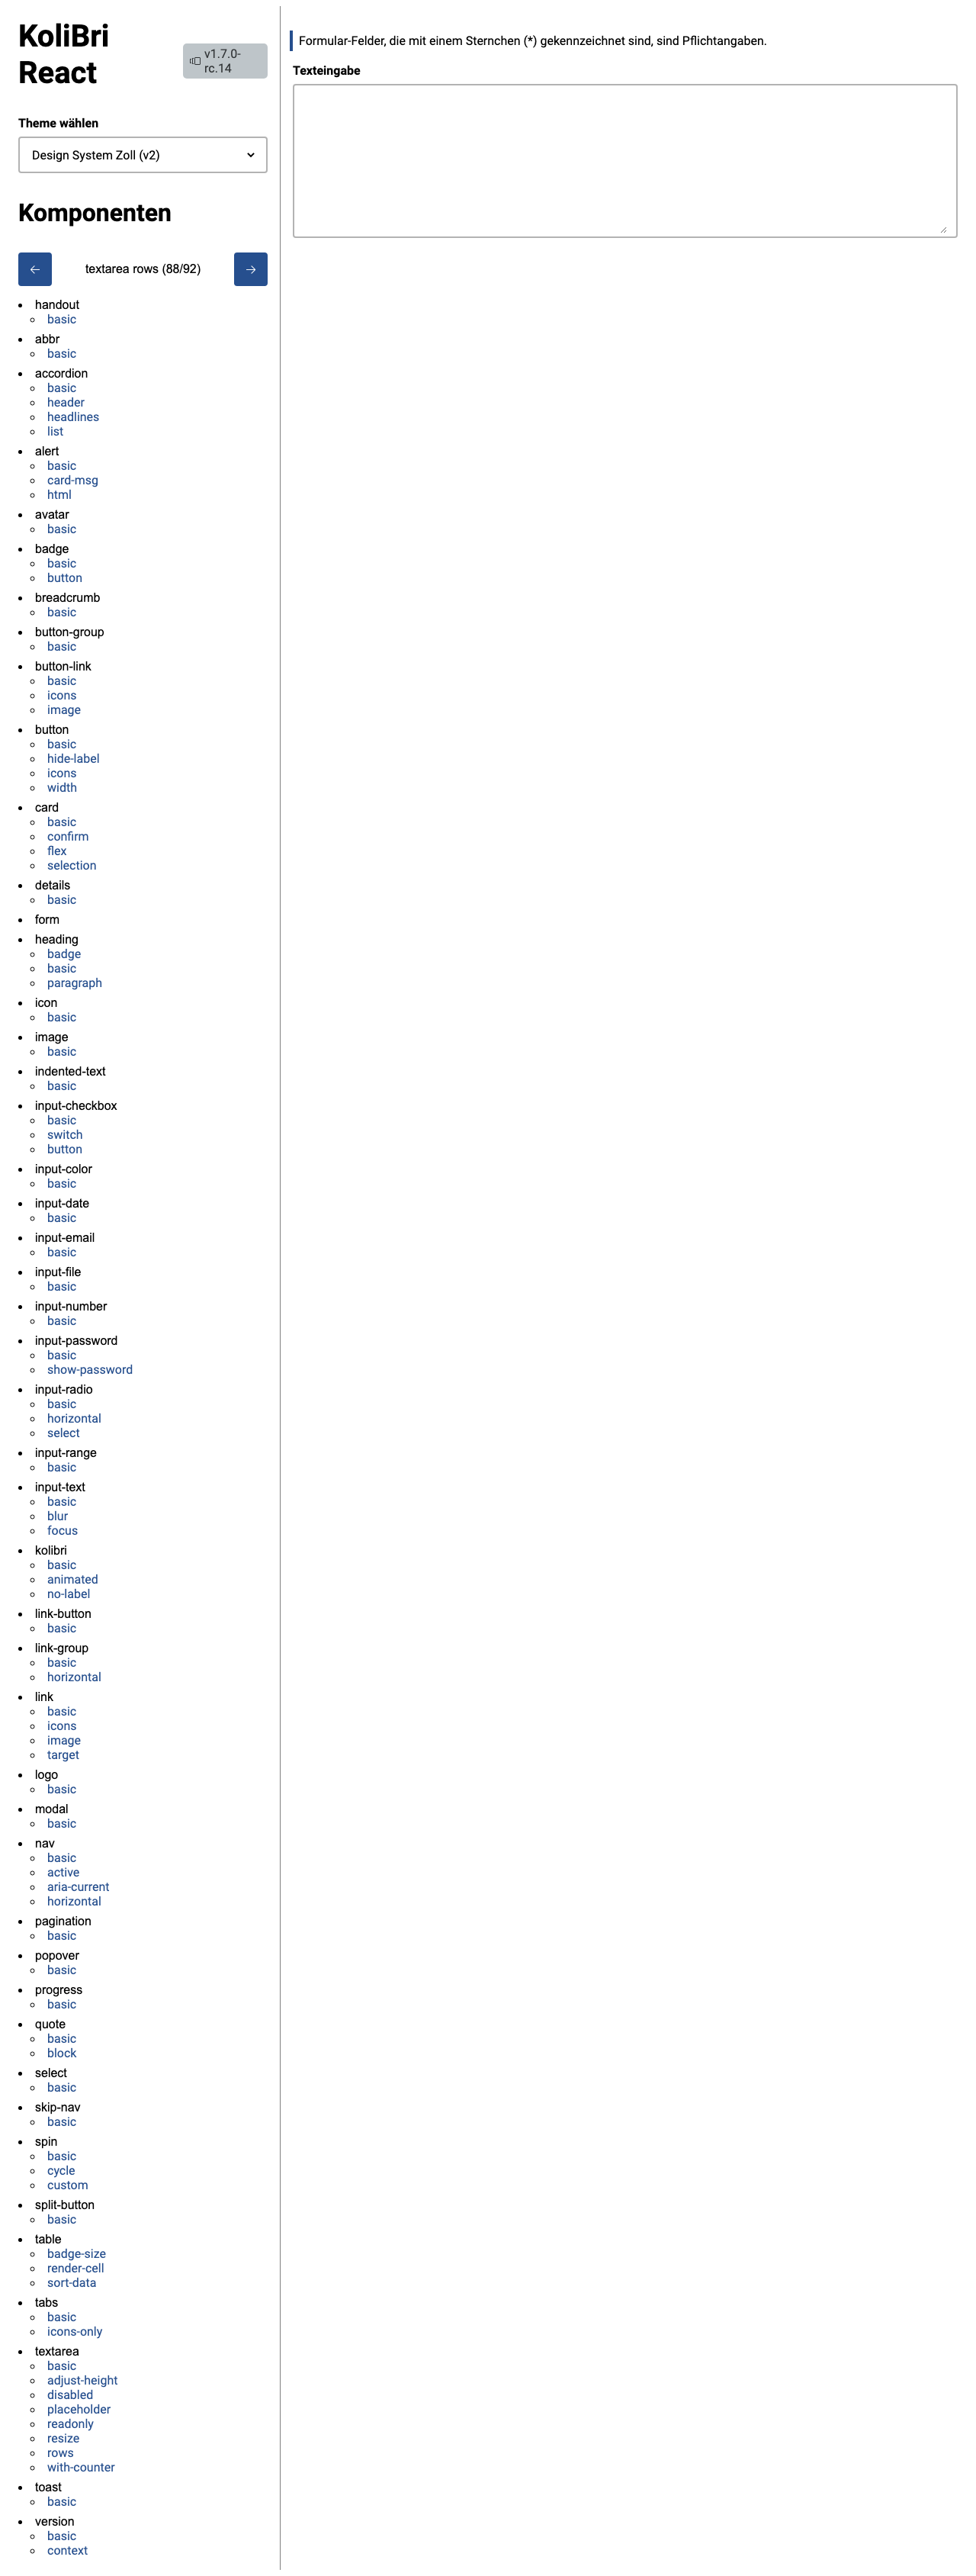 KoliBri
React
v1.7.0-
rc.14
Theme wählen
Design System Zoll (v2)
Komponenten
textarea rows (88/92)
handout
basic
abbr
basic
accordion
basic
header
headlines
list
alert
basic
card-msg
html
avatar
basic
badge
basic
button
breadcrumb
basic
button-group
basic
button-link
basic
icons
image
button
basic
hide-label
icons
width
card
basic
confirm
flex
selection
details
basic
form
heading
badge
basic
paragraph
icon
basic
image
basic
indented-text
basic
input-checkbox
basic
switch
button
input-color
basic
input-date
basic
input-email
basic
input-file
basic
input-number
basic
input-password
basic
show-password
input-radio
basic
horizontal
select
input-range
basic
input-text
basic
blur
focus
kolibri
basic
animated
no-label
link-button
basic
link-group
basic
horizontal
link
basic
icons
image
target
logo
basic
modal
basic
nav
basic
active
aria-current
horizontal
pagination
basic
popover
basic
progress
basic
quote
basic
block
select
basic
skip-nav
basic
spin
basic
cycle
custom
split-button
basic
table
badge-size
render-cell
sort-data
tabs
basic
icons-only
textarea
basic
adjust-height
disabled
placeholder
readonly
resize
rows
with-counter
toast
basic
version
basic
context
Formular-Felder, die mit einem Sternchen (*) gekennzeichnet sind, sind Pflichtangaben.
Texteingabe